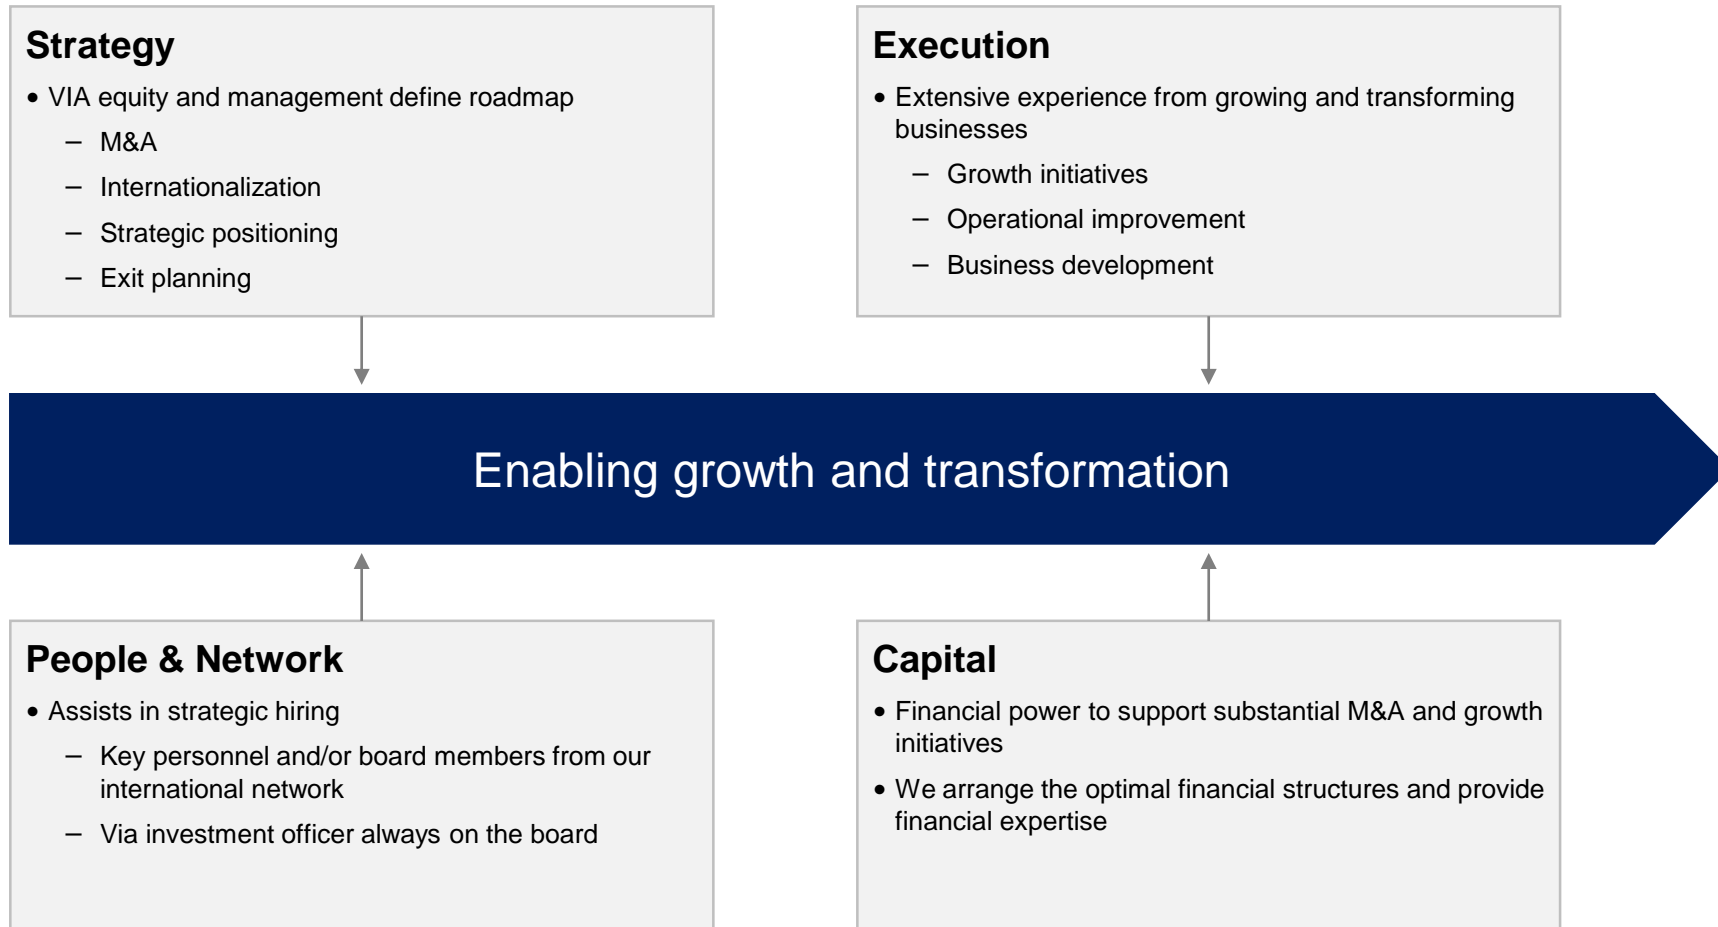 Strategy
• VIA equity and management define roadmap
– M&A
– Internationalization
– Strategic positioning
– Exit planning
Execution
• Extensive experience from growing and transforming
businesses
– Growth initiatives
– Operational improvement
– Business development
Enabling growth and transformation
People & Network
• Assists in strategic hiring
– Key personnel and/or board members from our
international network
– Via investment officer always on the board
Capital
• Financial power to support substantial M&A and growth
initiatives
• We arrange the optimal financial structures and provide
financial expertise